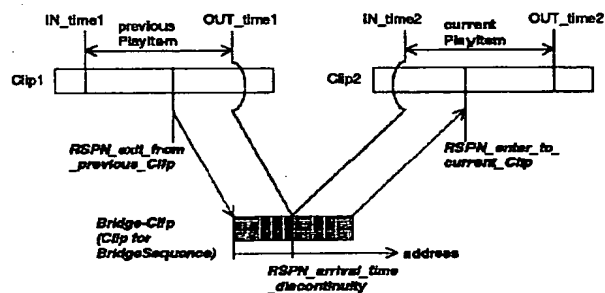 IN_time1
OUT_time1
IN_time2
OUT_time2
previous
PlayItem
current
PlayItem
Clip1
Clip2
RSPN_exit_from
_previous_Clip
RSPN_enter_to_
current_Clip
Bridge-Clip
(Clip for
BridgeSequence)
address
RSPN_arrival_time
_discontinuity